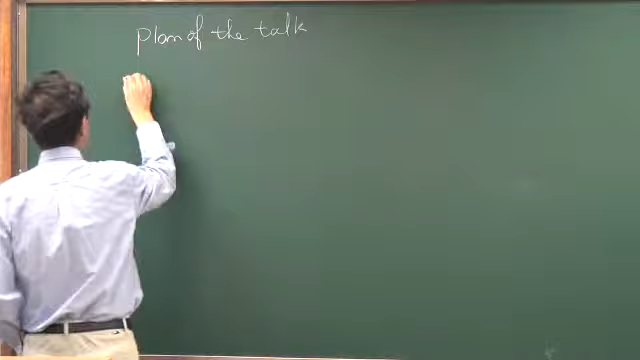 plan of the talk